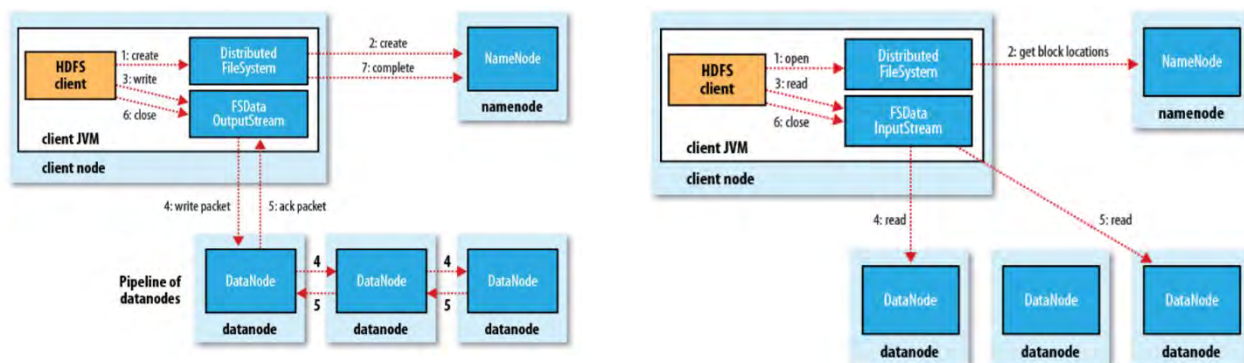 HDFS
client
1: create
3: write
6: close
Distributed
FileSystem
FSData
OutputStream
2: create
7: complete
NameNode
namenode
client JVM
client node
4: write packet
5: ack packet
Pipeline of
datanodes
DataNode
4
5
DataNode
4
5
DataNode
datanode
datanode
datanode
HDFS
client
1: open
3: read
6: close
Distributed
FileSystem
FSData
InputStream
2: get block locations
NameNode
namenode
client JVM
client node
4: read
5: read
DataNode
DataNode
DataNode
datanode
datanode
datanode